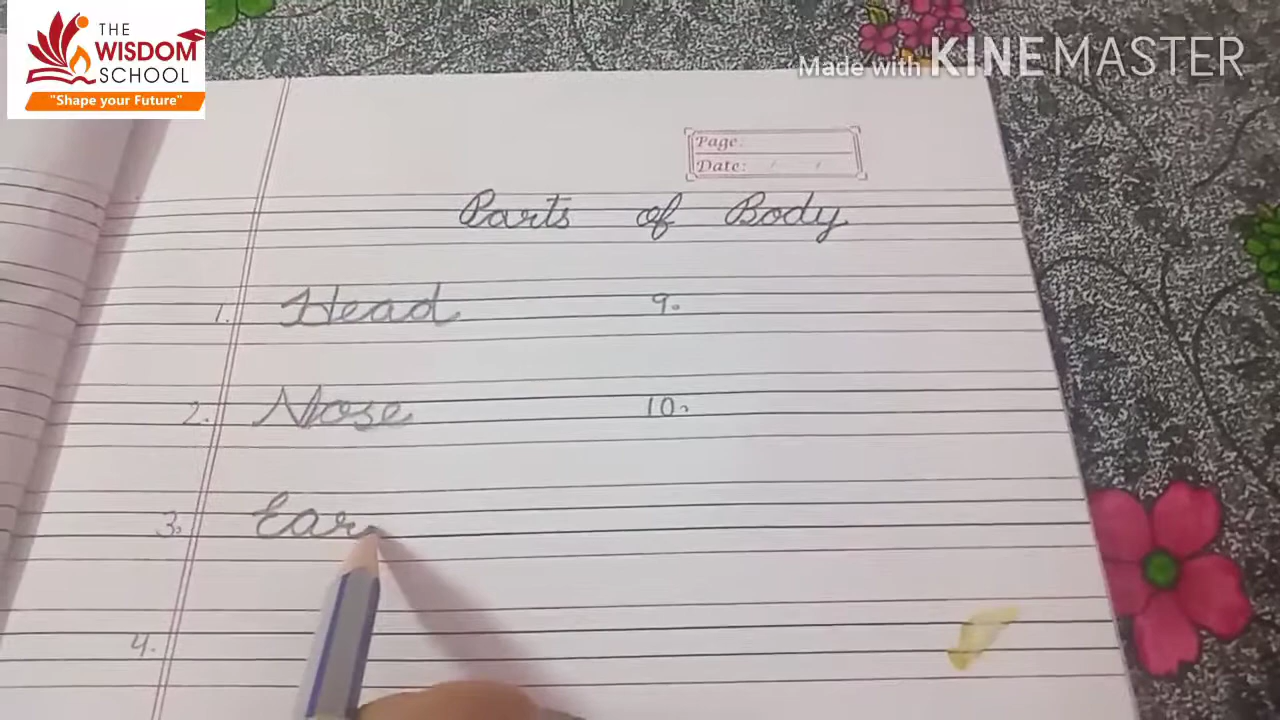 THE
WISDOM
SCHOOL
"Shape your Future"
Made with KINEMASTER
Page:
Date:
Parts of Body
1. Head 9.
2. Nose 10.
3. Ear
4.